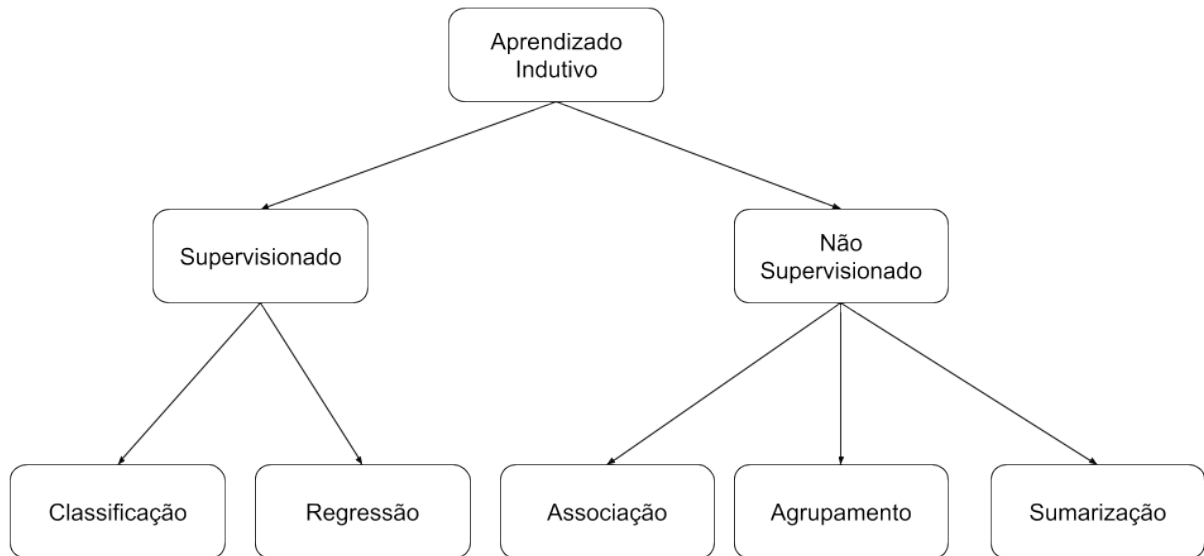 Aprendizado
Indutivo
Supervisionado
Não
Supervisionado
Classificação
Regressão
Associação
Agrupamento
Sumarização